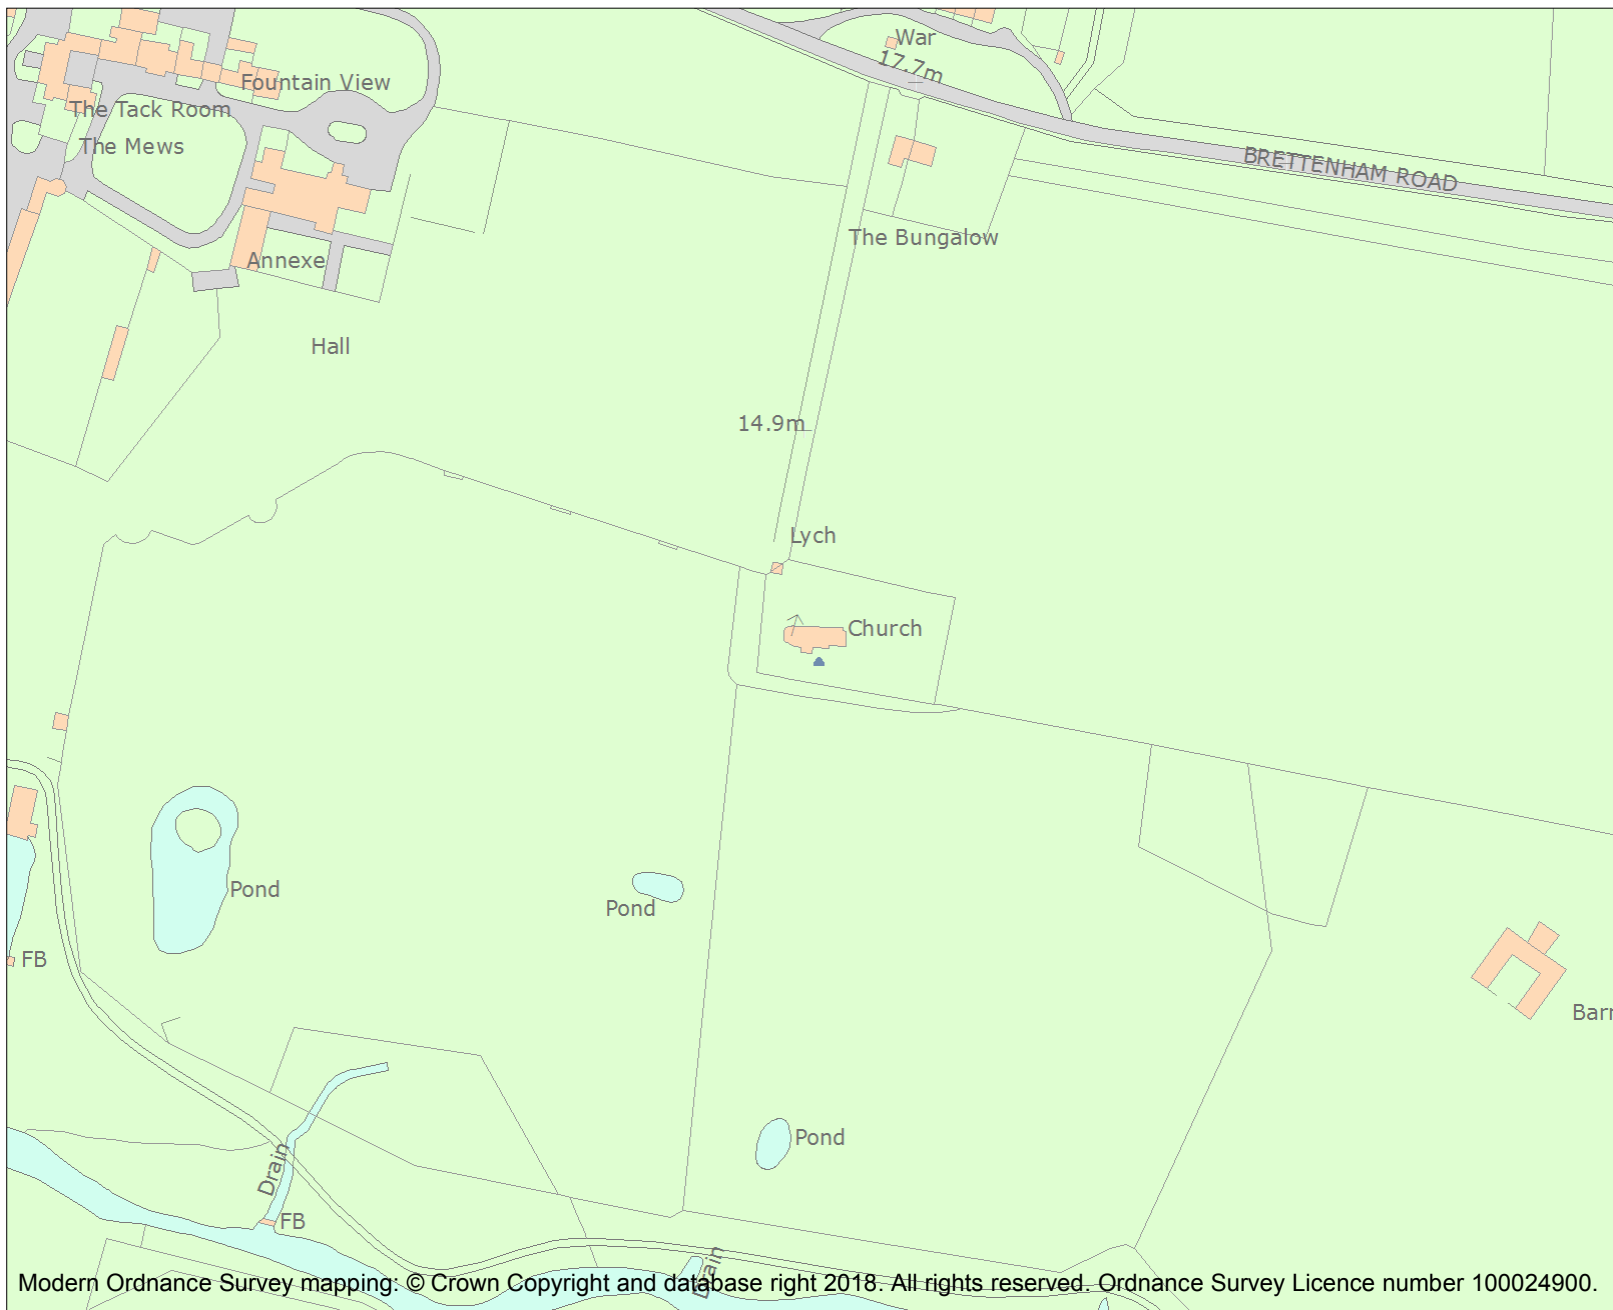 War
17.7m
Fountain View
The Tack Room
The Mews
BRETTENHAM ROAD
The Bungalow
Annexe
Hall
14.9m
Lych
Church
Pond
Pond
FB
Barn
Pond
Drain
FB
Drain
Modern Ordnance Survey mapping: © Crown Copyright and database right 2018. All rights reserved. Ordnance Survey Licence number 100024900.